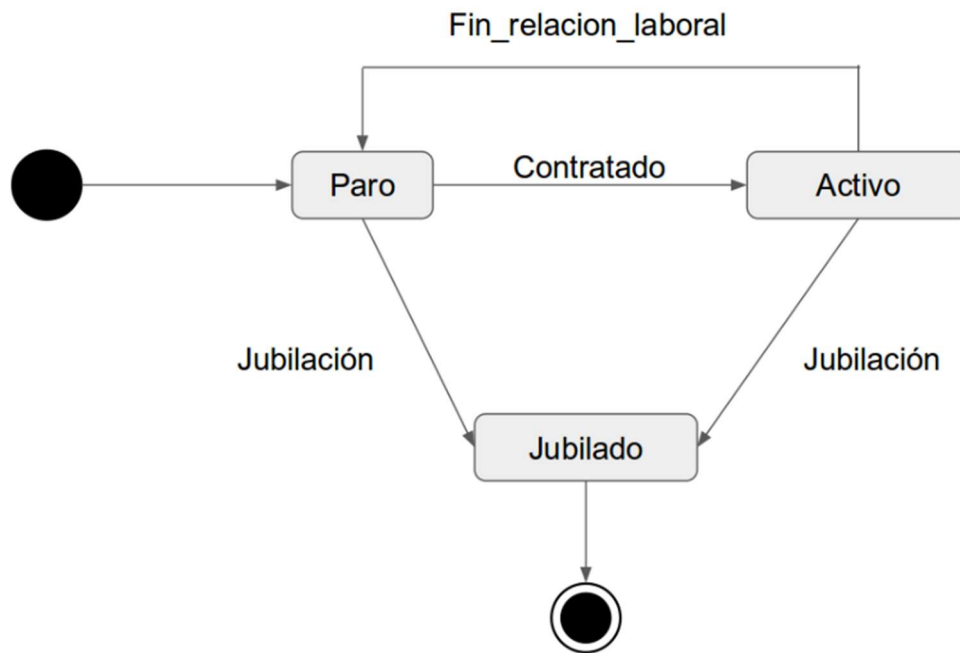 Fin_relacion_laboral
Paro
Contratado
Activo
Jubilación
Jubilación
Jubilado